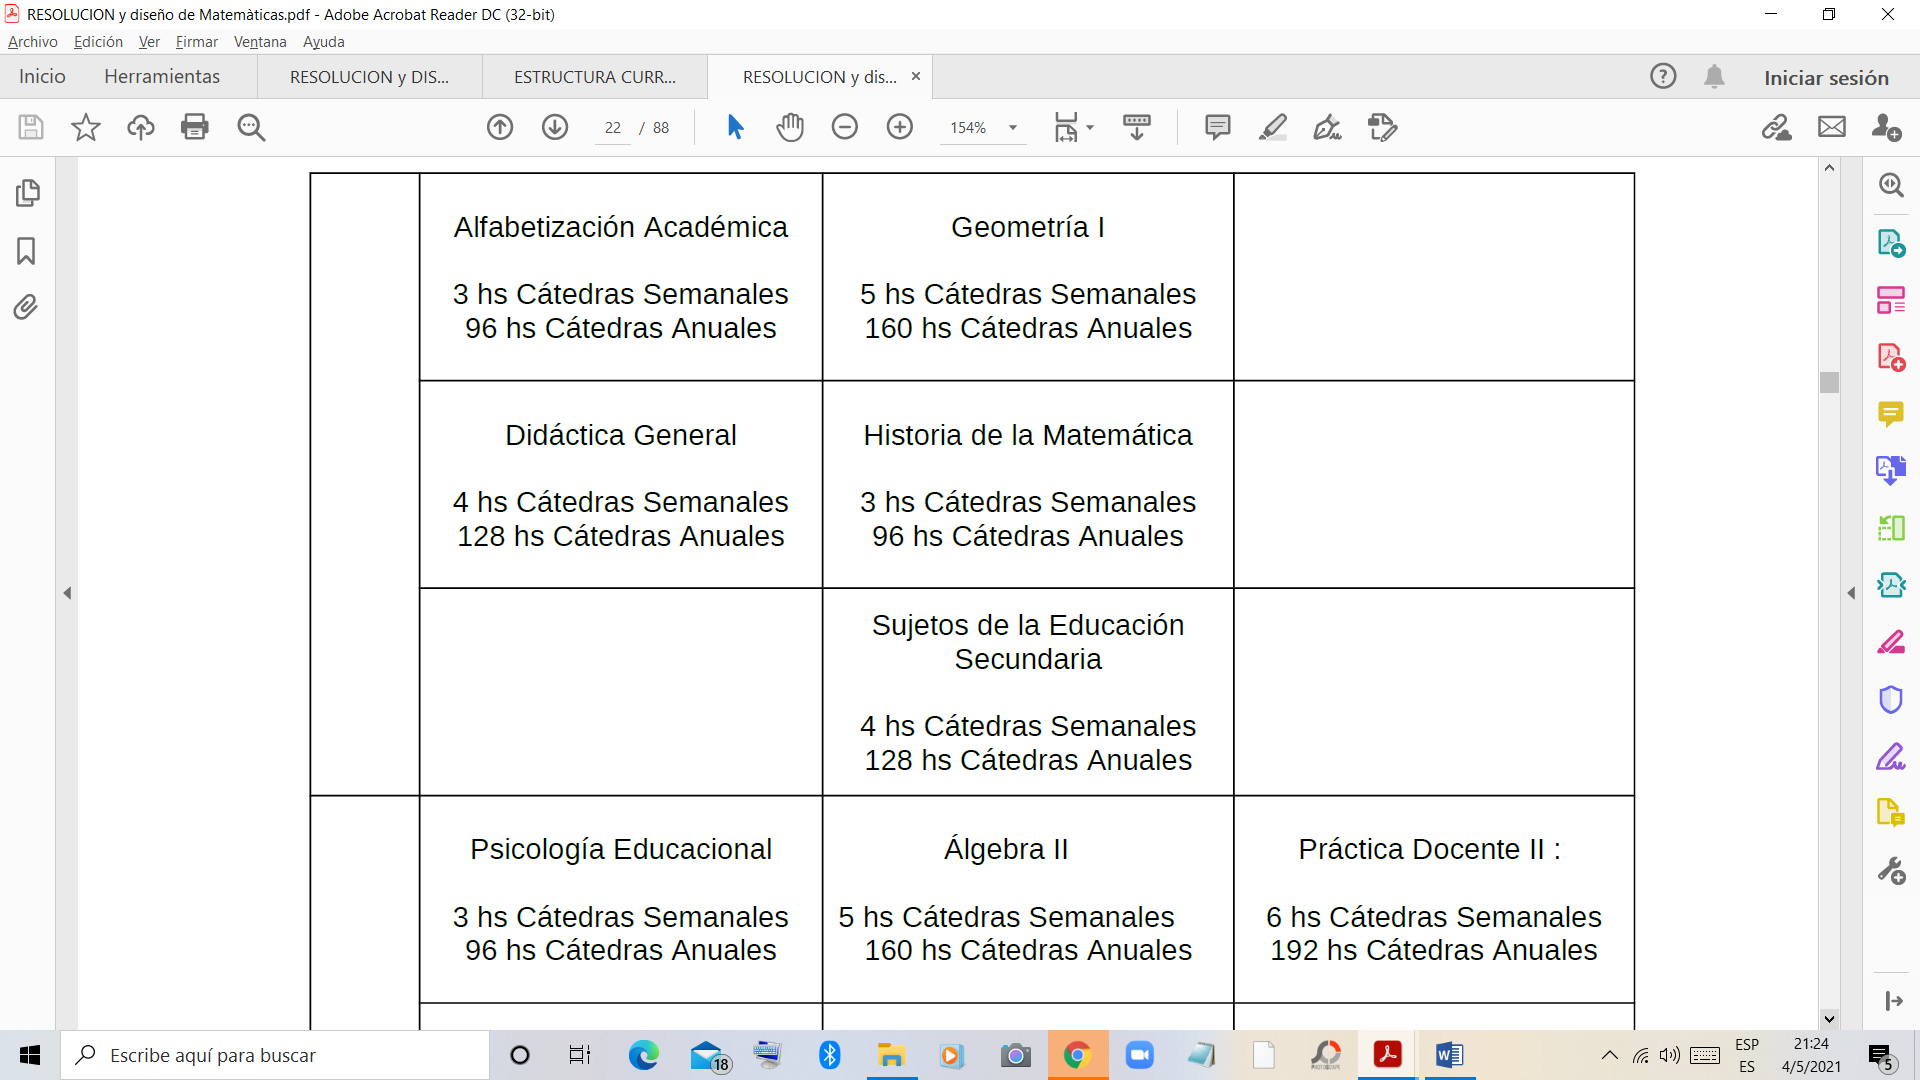 RESOLUCION y diseño de Matemàticas.pdf - Adobe Acrobat Reader DC (32-bit)
Archivo Edición Ver Firmar Ventana Ayuda
Inicio Herramientas RESOLUCION y DIS... ESTRUCTURA CURR... RESOLUCION y dis... Iniciar sesión
22 / 88 154%
Alfabetización Académica
3 hs Cátedras Semanales
96 hs Cátedras Anuales
Geometría I
5 hs Cátedras Semanales
160 hs Cátedras Anuales
Didáctica General
4 hs Cátedras Semanales
128 hs Cátedras Anuales
Historia de la Matemática
3 hs Cátedras Semanales
96 hs Cátedras Anuales
Sujetos de la Educación
Secundaria
4 hs Cátedras Semanales
128 hs Cátedras Anuales
Psicología Educacional
3 hs Cátedras Semanales
96 hs Cátedras Anuales
Álgebra II
5 hs Cátedras Semanales
160 hs Cátedras Anuales
Práctica Docente II :
6 hs Cátedras Semanales
192 hs Cátedras Anuales
Escribe aquí para buscar
18
PHOTOSCAPE
ESP
ES
21:24
4/5/2021
5